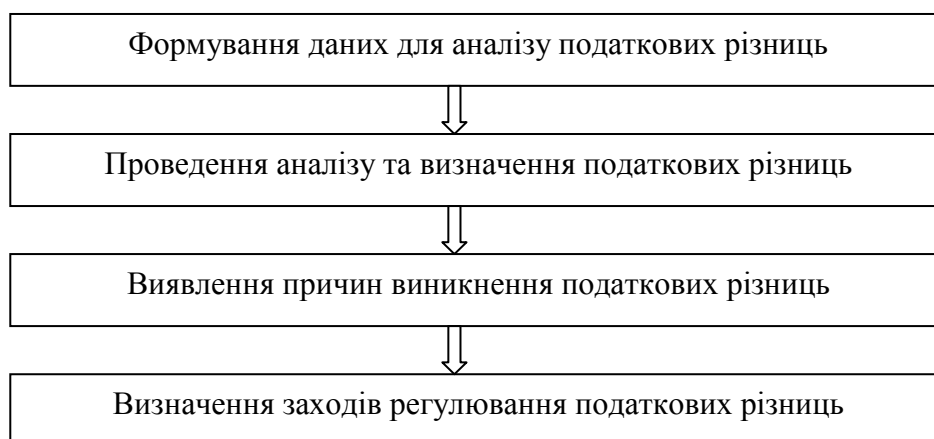 Формування даних для аналізу податкових різниць
Проведення аналізу та визначення податкових різниць
Виявлення причин виникнення податкових різниць
Визначення заходів регулювання податкових різниць